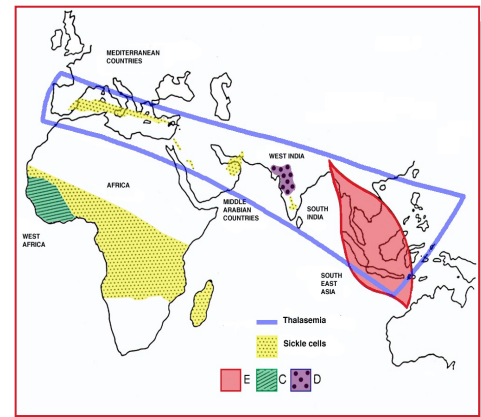 MEDITERRANEAN
COUNTRIES
WEST INDIA
AFRICA
MIDDLE
ARABIAN
COUNTRIES
SOUTH
INDIA
WEST
AFRICA
SOUTH
EAST
ASIA
Thalasemia
Sickle cells
E
C
D